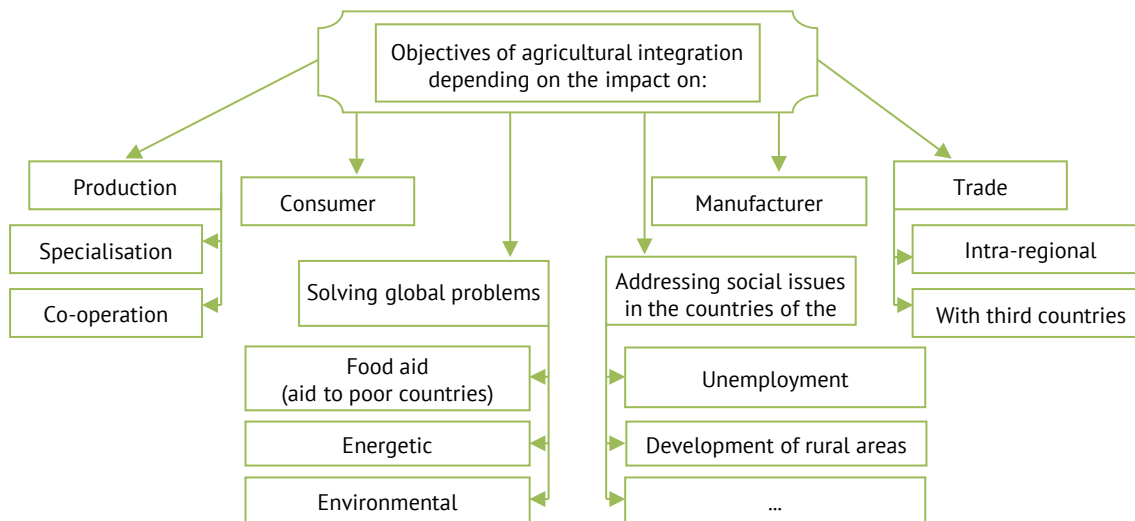 Objectives of agricultural integration
depending on the impact on:
Production
Consumer
Manufacturer
Trade
Specialisation
Co-operation
Solving global problems
Addressing social issues
in the countries of the
Intra-regional
With third countries
Food aid
(aid to poor countries)
Energetic
Environmental
Unemployment
Development of rural areas
...